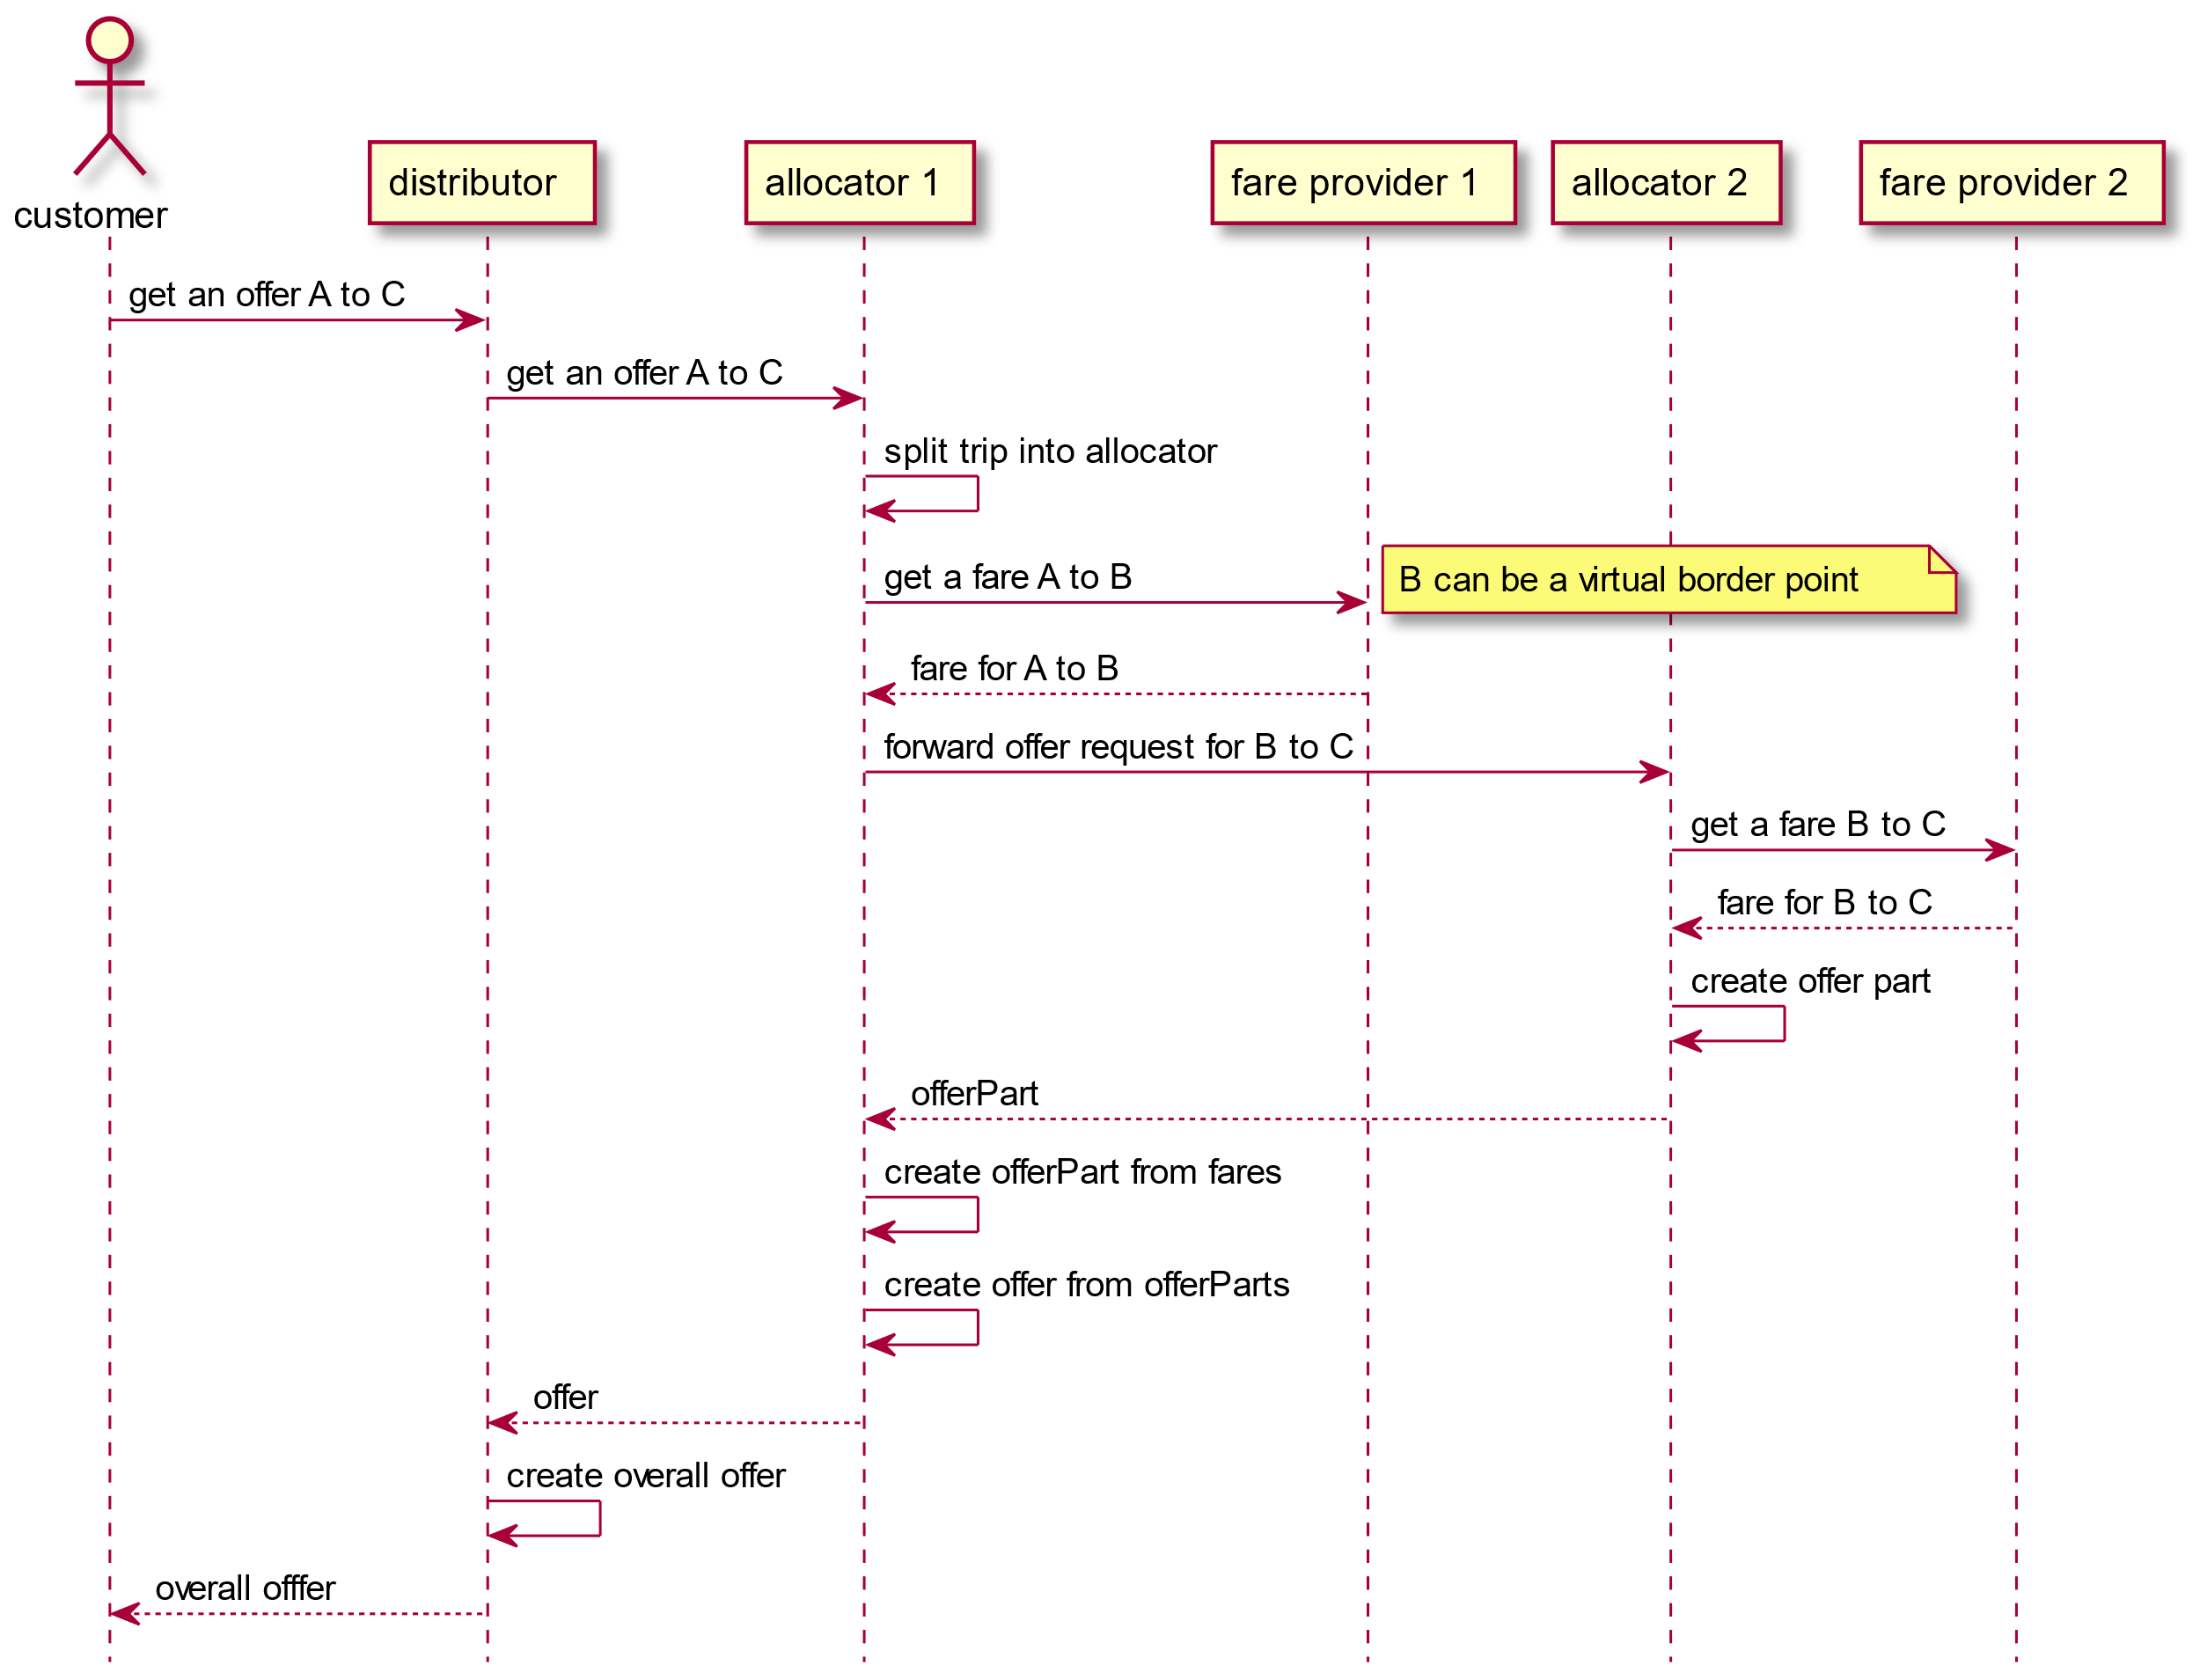 customer
distributor
allocator 1
fare provider 1
allocator 2
fare provider 2
get an offer A to C
get an offer A to C
split trip into allocator
get a fare A to B
B can be a virtual border point
fare for A to B
forward offer request for B to C
get a fare B to C
fare for B to C
create offer part
offerPart
create offerPart from fares
create offer from offerParts
offer
create overall offer
overall offfer